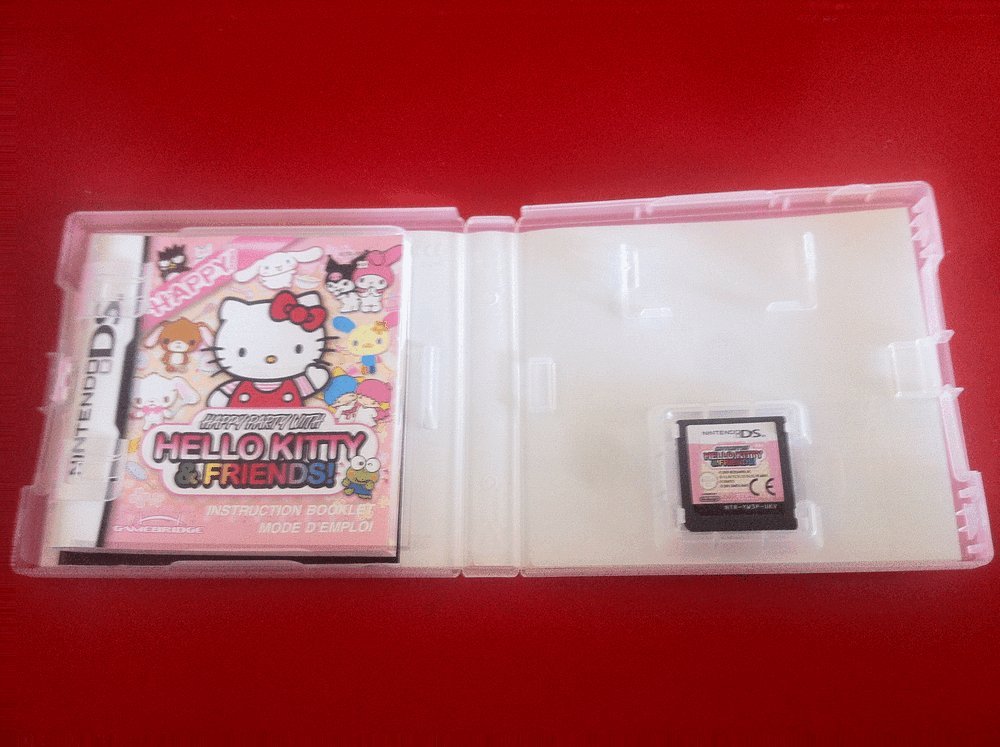 NINTENDO DS
HAPPY!
HAPPY PARTY WITH
HELLO KITTY
& FRIENDS!
INSTRUCTION BOOKLET
MODE D'EMPLOI
GAMEBRIDGE
NINTENDO DS
HELLO KITTY
& FRIENDS!
CE